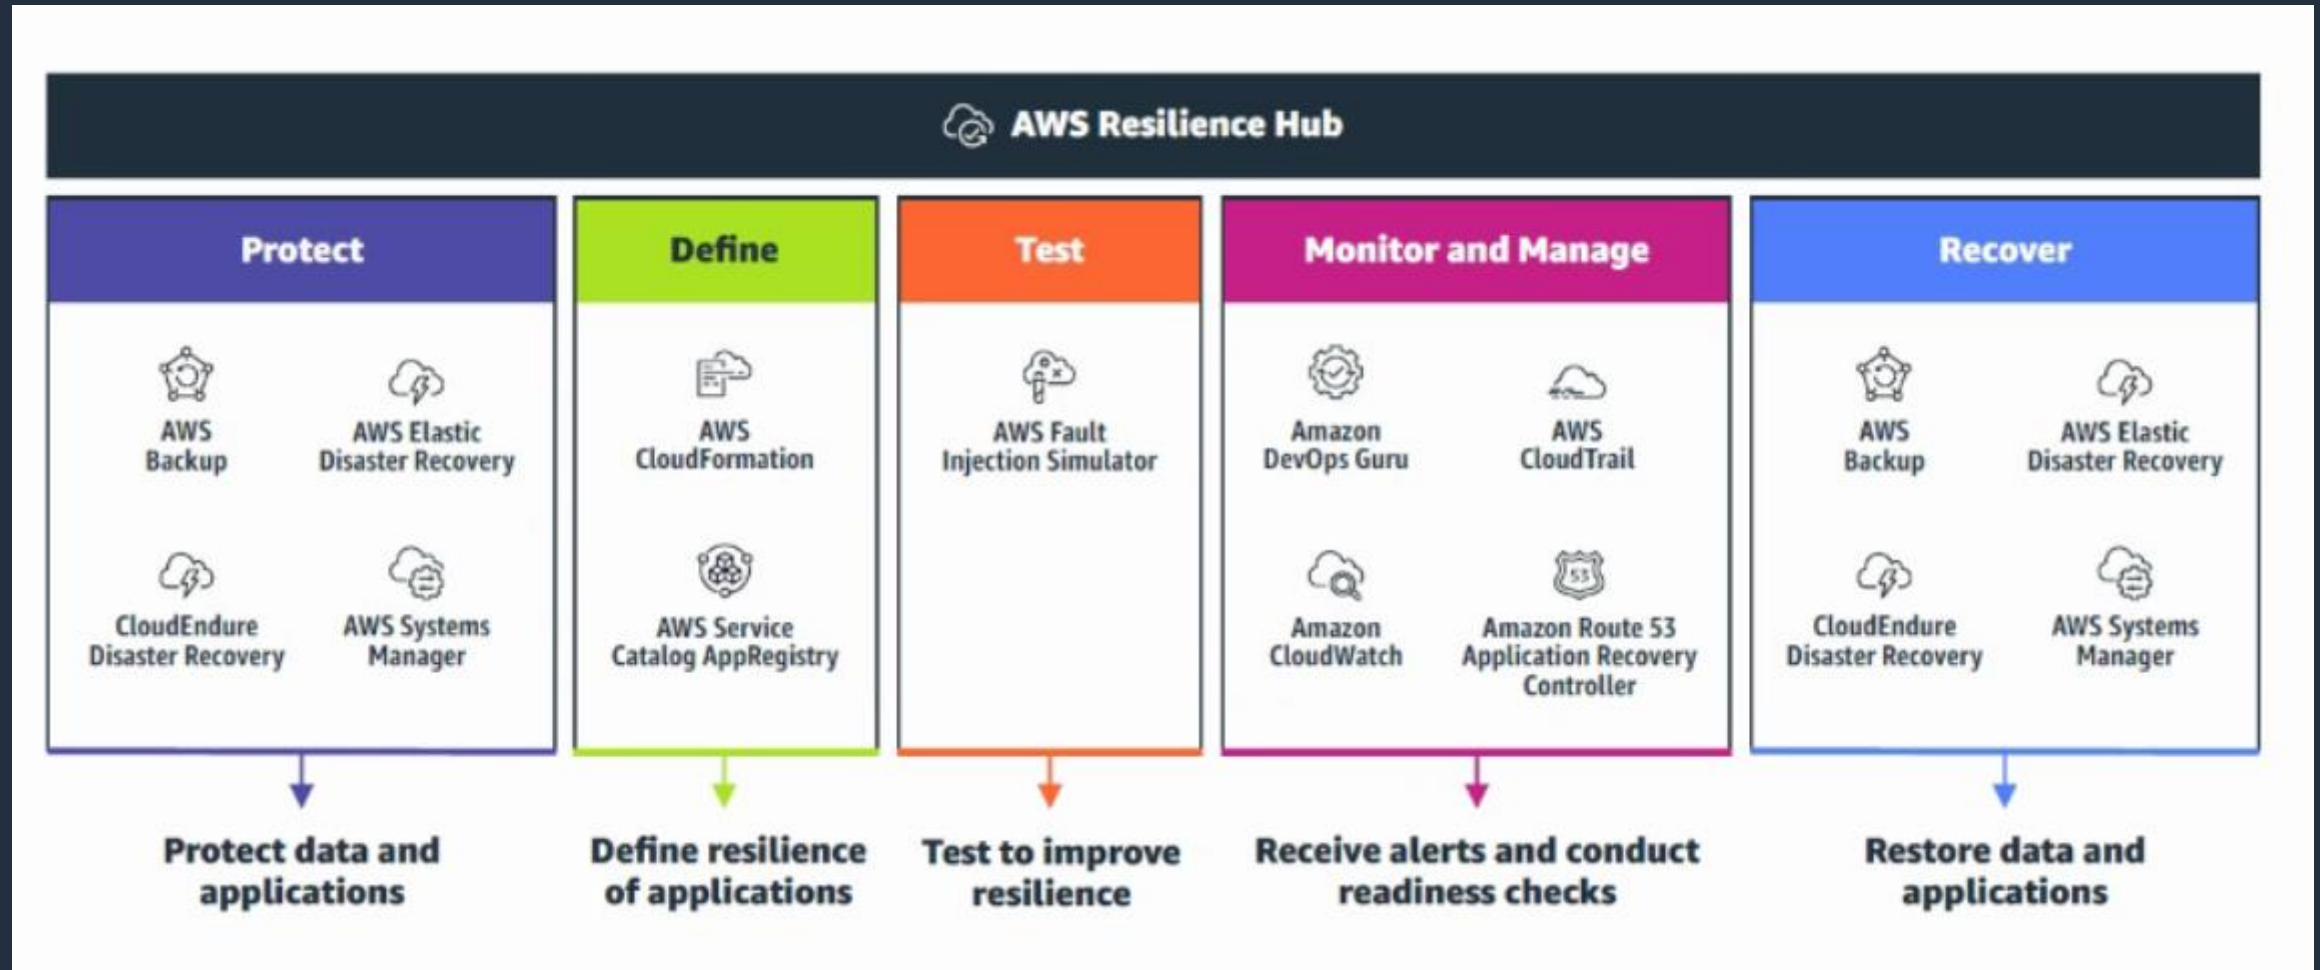 AWS Resilience Hub
Protect
Define
Test
Monitor and Manage
Recover
AWS
Backup
AWS Elastic
Disaster Recovery
CloudEndure
Disaster Recovery
AWS Systems
Manager
AWS
CloudFormation
AWS Service
Catalog AppRegistry
AWS Fault
Injection Simulator
Amazon
DevOps Guru
AWS
CloudTrail
Amazon
CloudWatch
53
Amazon Route 53
Application Recovery
Controller
AWS
Backup
AWS Elastic
Disaster Recovery
CloudEndure
Disaster Recovery
AWS Systems
Manager
Protect data and
applications
Define resilience
of applications
Test to improve
resilience
Receive alerts and conduct
readiness checks
Restore data and
applications